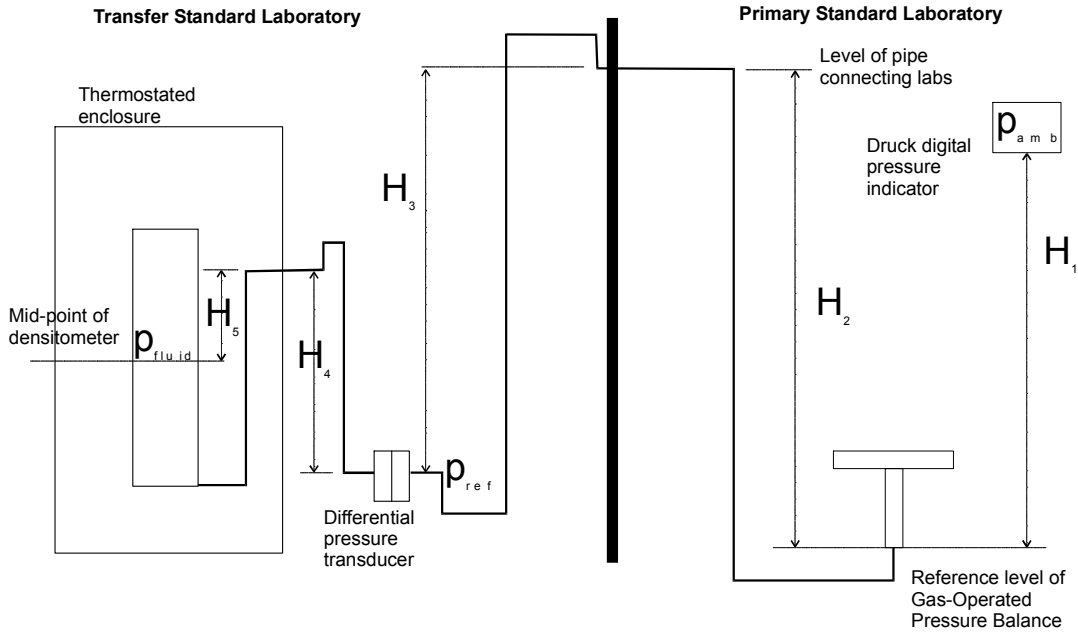 Transfer Standard Laboratory
Primary Standard Laboratory
Thermostated
enclosure
Level of pipe
connecting labs
p amb
Druck digital
pressure
indicator
H3
H1
H2
Mid-point of
densitometer
H5
p fluid
H4
p ref
Differential
pressure
transducer
Reference level of
Gas-Operated
Pressure Balance